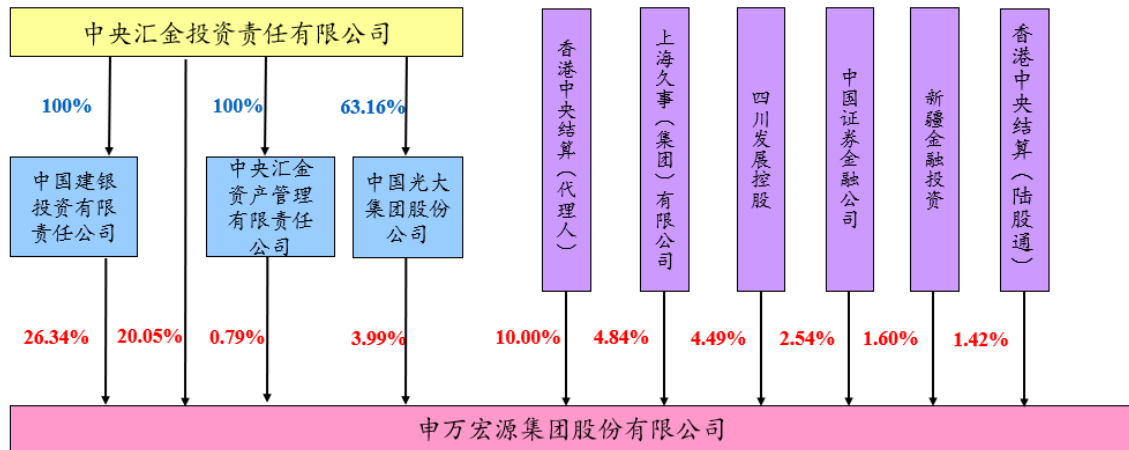 中央汇金投资责任有限公司
100%
100%
63.16%
中国建银
投资有限
责任公司
中央汇金
资产管理
有限责任
公司
中国光大
集团股份
公司
香港中央结算（代理人）
上海久事（集团）有限公司
四川发展控股
中国证券金融公司
新疆金融投资
香港中央结算（陆股通）
26.34%
20.05%
0.79%
3.99%
10.00%
4.84%
4.49%
2.54%
1.60%
1.42%
申万宏源集团股份有限公司